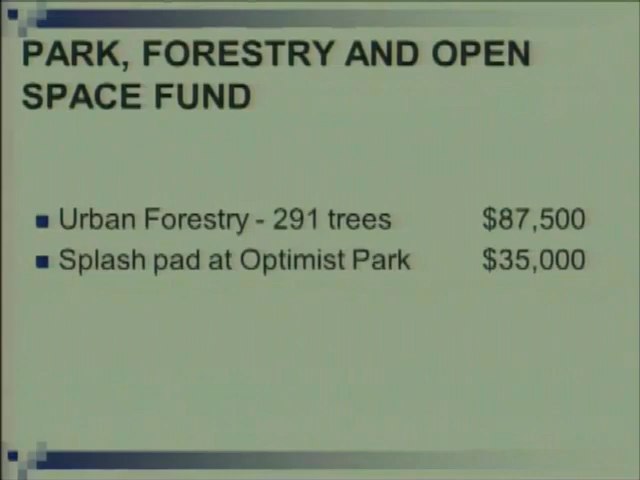 PARK, FORESTRY AND OPEN
SPACE FUND
Urban Forestry - 291 trees $87,500
Splash pad at Optimist Park $35,000